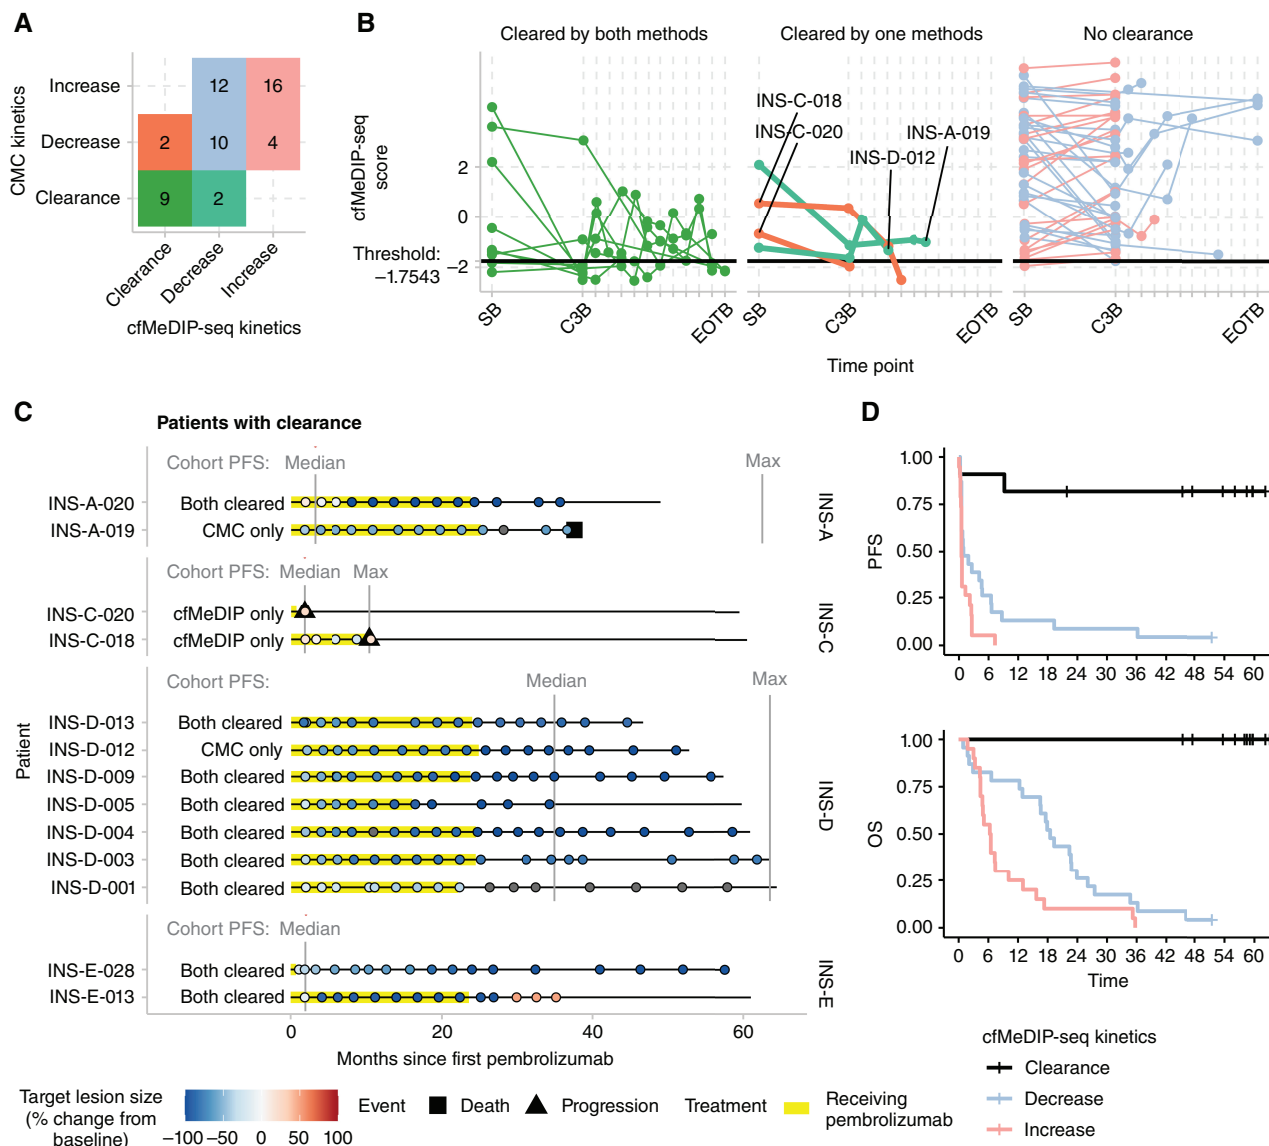 A
CMC kinetics
Increase
Decrease
Clearance
12
16
2
10
4
9
2
Clearance
Decrease
Increase
cfMeDIP-seq kinetics
B
Cleared by both methods
Cleared by one methods
No clearance
cfMeDIP-seq
score
2
0
−2
Threshold:
−1.7543
INS-C-018
INS-C-020
INS-A-019
INS-D-012
SB
C3B
EOTB
SB
C3B
EOTB
SB
C3B
EOTB
Time point
C
Patients with clearance
Patient
Cohort PFS:
Median
Max
INS-A-020
Both cleared
INS-A-019
CMC only
INS-A
Cohort PFS:
Median
Max
INS-C-020
cfMeDIP only
INS-C-018
cfMeDIP only
INS-C
Cohort PFS:
Median
Max
INS-D-013
Both cleared
INS-D-012
CMC only
INS-D-009
Both cleared
INS-D-005
Both cleared
INS-D-004
Both cleared
INS-D-003
Both cleared
INS-D-001
Both cleared
INS-D
Cohort PFS:
Median
INS-E-028
Both cleared
INS-E-013
Both cleared
INS-E
0
20
40
60
Months since first pembrolizumab
Target lesion size
(% change from
baseline)
−100
−50
0
50
100
Event
Death
Progression
Treatment
Receiving
pembrolizumab
D
PFS
1.00
0.75
0.50
0.25
0.00
0 6 12 18 24 30 36 42 48 54 60
OS
1.00
0.75
0.50
0.25
0.00
0 6 12 18 24 30 36 42 48 54 60
Time
cfMeDIP-seq kinetics
Clearance
Decrease
Increase